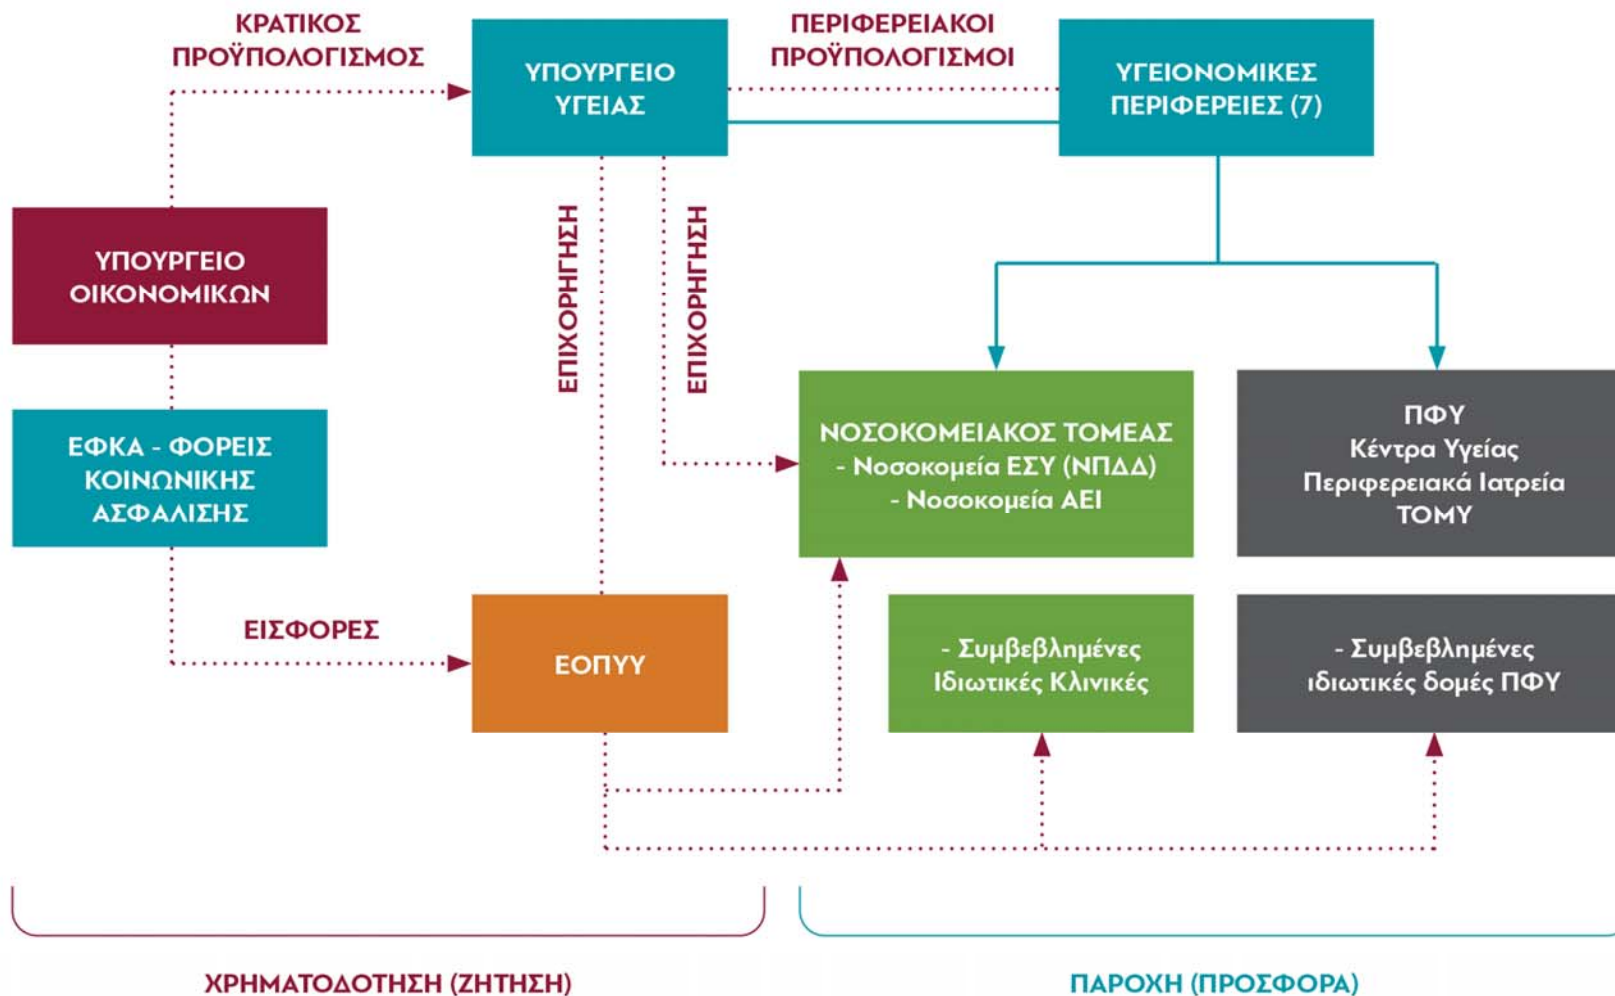 ΚΡΑΤΙΚΟΣ
ΠΡΟΫΠΟΛΟΓΙΣΜΟΣ
ΥΠΟΥΡΓΕΙΟ
ΥΓΕΙΑΣ
ΠΕΡΙΦΕΡΕΙΑΚΟΙ
ΠΡΟΫΠΟΛΟΓΙΣΜΟΙ
ΥΓΕΙΟΝΟΜΙΚΕΣ
ΠΕΡΙΦΕΡΕΙΕΣ (7)
ΥΠΟΥΡΓΕΙΟ
ΟΙΚΟΝΟΜΙΚΩΝ
ΕΠΙΧΟΡΗΓΗΣΗ
ΕΠΙΧΟΡΗΓΗΣΗ
ΕΦΚΑ - ΦΟΡΕΙΣ
ΚΟΙΝΩΝΙΚΗΣ
ΑΣΦΑΛΙΣΗΣ
ΝΟΣΟΚΟΜΕΙΑΚΟΣ ΤΟΜΕΑΣ
- Νοσοκομεία ΕΣΥ (ΝΠΔΔ)
- Νοσοκομεία ΑΕΙ
ΠΦΥ
Κέντρα Υγείας
Περιφερειακά Ιατρεία
ΤΟΜΥ
ΕΙΣΦΟΡΕΣ
ΕΟΠΥΥ
- Συμβεβλημένες
Ιδιωτικές Κλινικές
- Συμβεβλημένες
ιδιωτικές δομές ΠΦΥ
ΧΡΗΜΑΤΟΔΟΤΗΣΗ (ΖΗΤΗΣΗ)
ΠΑΡΟΧΗ (ΠΡΟΣΦΟΡΑ)